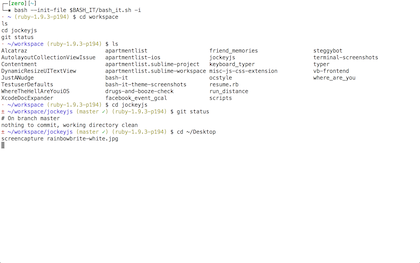 ┌─[zero][~]
└─▪ bash --init-file $BASH_IT/bash_it.sh -i
· ~ (ruby-1.9.3-p194) $ cd workspace
ls
cd jockeyjs
git status
· ~/workspace (ruby-1.9.3-p194) $ ls
Alcatraz apartmentlist friend_memories steggybot
AutolayoutCollectionViewIssue apartmentlist-ios jockeyjs terminal-screenshots
Contentment apartmentlist.sublime-project keyboard_typer typer
DynamicResizeUITextView apartmentlist.sublime-workspace misc-js-css-extension vb-frontend
JustANudge bash-it ocstyle where_are_you
TestuserDefaults bash-it-theme-screenshots resume.rb
WhereTheHellAreYouiOS drugs-and-booze-check run_distance
XcodeDocExpander facebook_event_gcal scripts
· ~/workspace (ruby-1.9.3-p194) $ cd jockeyjs
± ~/workspace/jockeyjs (master ✓) (ruby-1.9.3-p194) $ git status
# On branch master
nothing to commit, working directory clean
± ~/workspace/jockeyjs (master ✓) (ruby-1.9.3-p194) $ cd ~/Desktop
screencapture rainbowbrite-white.jpg